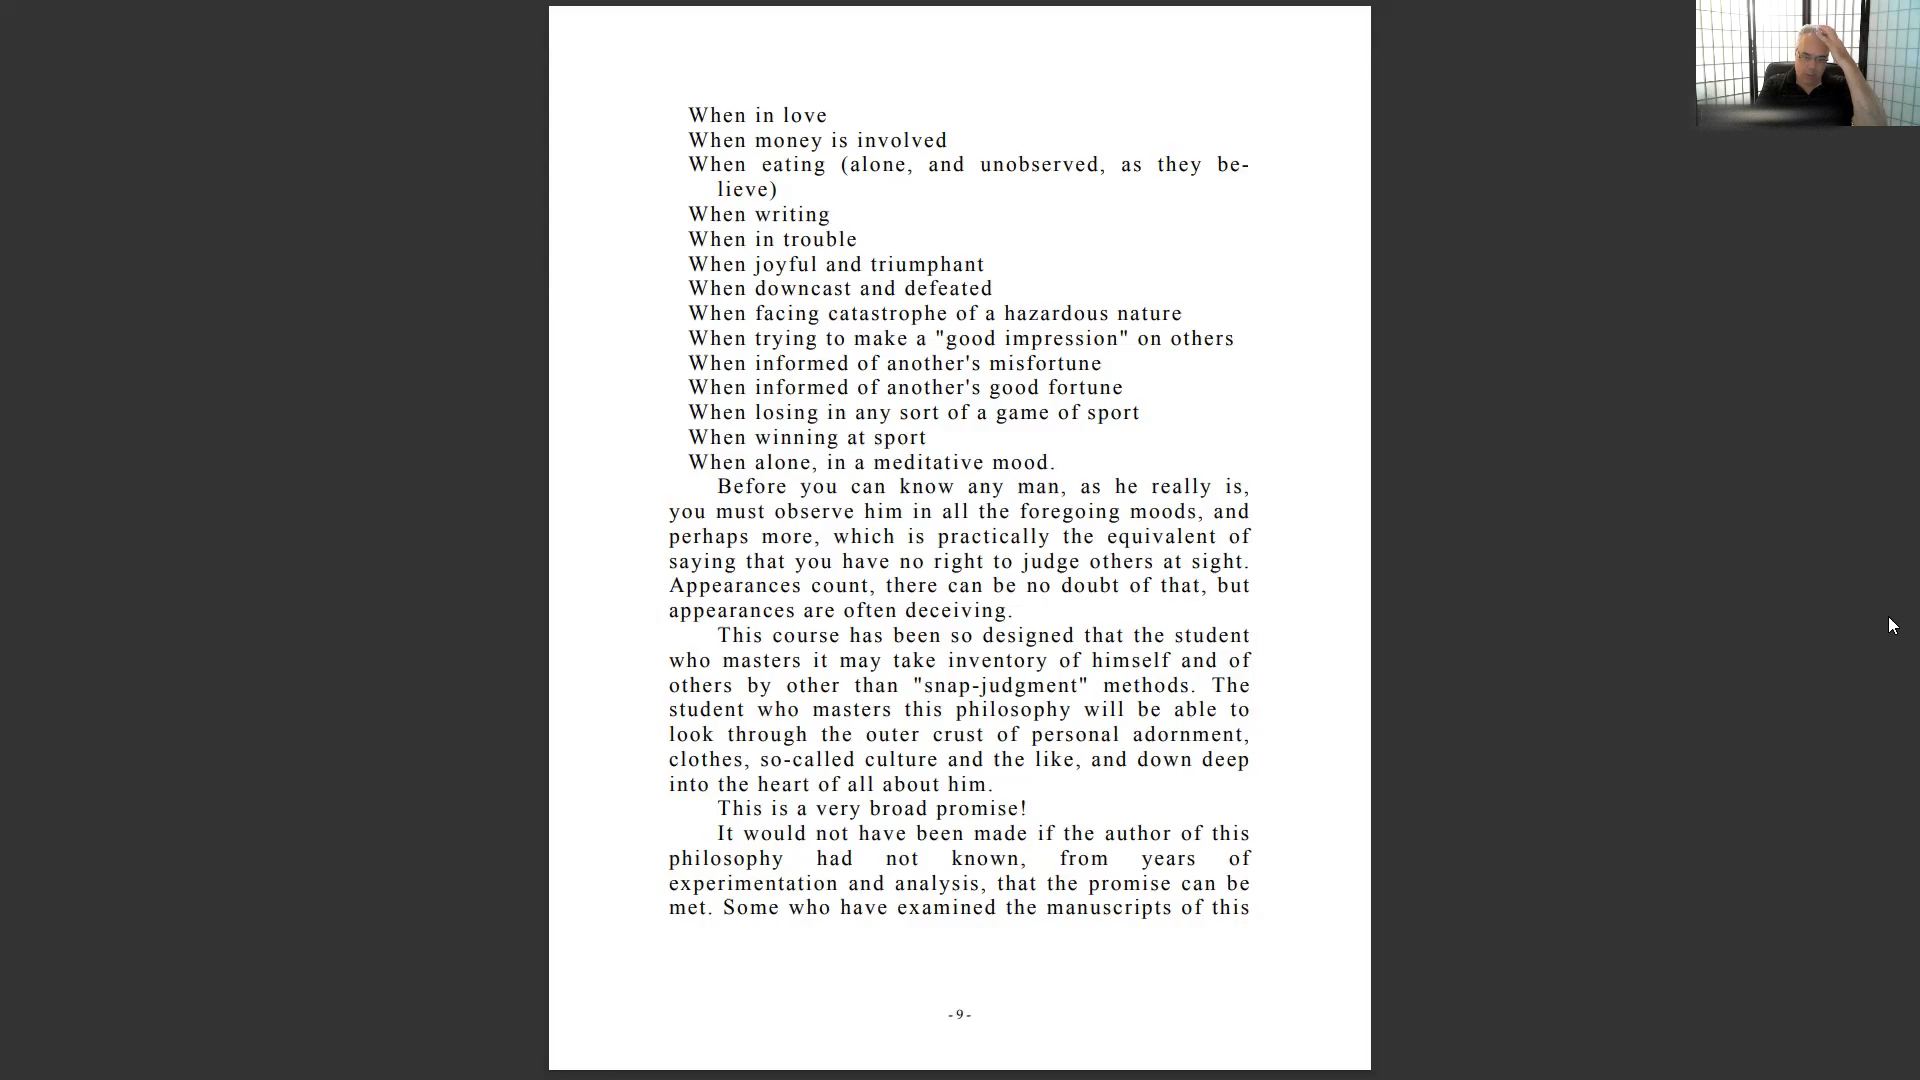 When in love
When money is involved
When eating (alone, and unobserved, as they be-
lieve)
When writing
When in trouble
When joyful and triumphant
When downcast and defeated
When facing catastrophe of a hazardous nature
When trying to make a "good impression" on others
When informed of another's misfortune
When informed of another's good fortune
When losing in any sort of a game of sport
When winning at sport
When alone, in a meditative mood.
Before you can know any man, as he really is,
you must observe him in all the foregoing moods, and
perhaps more, which is practically the equivalent of
saying that you have no right to judge others at sight.
Appearances count, there can be no doubt of that, but
appearances are often deceiving.
This course has been so designed that the student
who masters it may take inventory of himself and of
others by other than "snap-judgment" methods. The
student who masters this philosophy will be able to
look through the outer crust of personal adornment,
clothes, so-called culture and the like, and down deep
into the heart of all about him.
This is a very broad promise!
It would not have been made if the author of this
philosophy had not known, from years of
experimentation and analysis, that the promise can be
met. Some who have examined the manuscripts of this
- 9 -